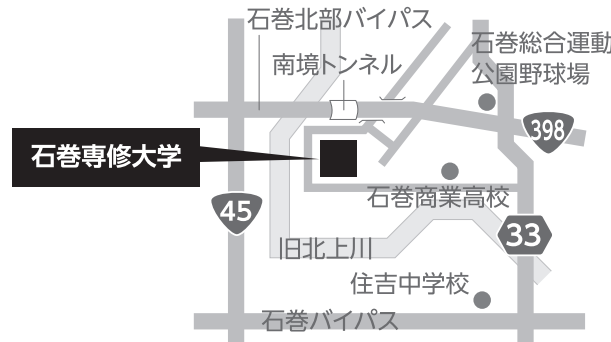 石巻北部バイパス
石巻総合運動
公園野球場
南境トンネル
398
石巻専修大学
石巻商業高校
45
33
旧北上川
住吉中学校
石巻バイパス